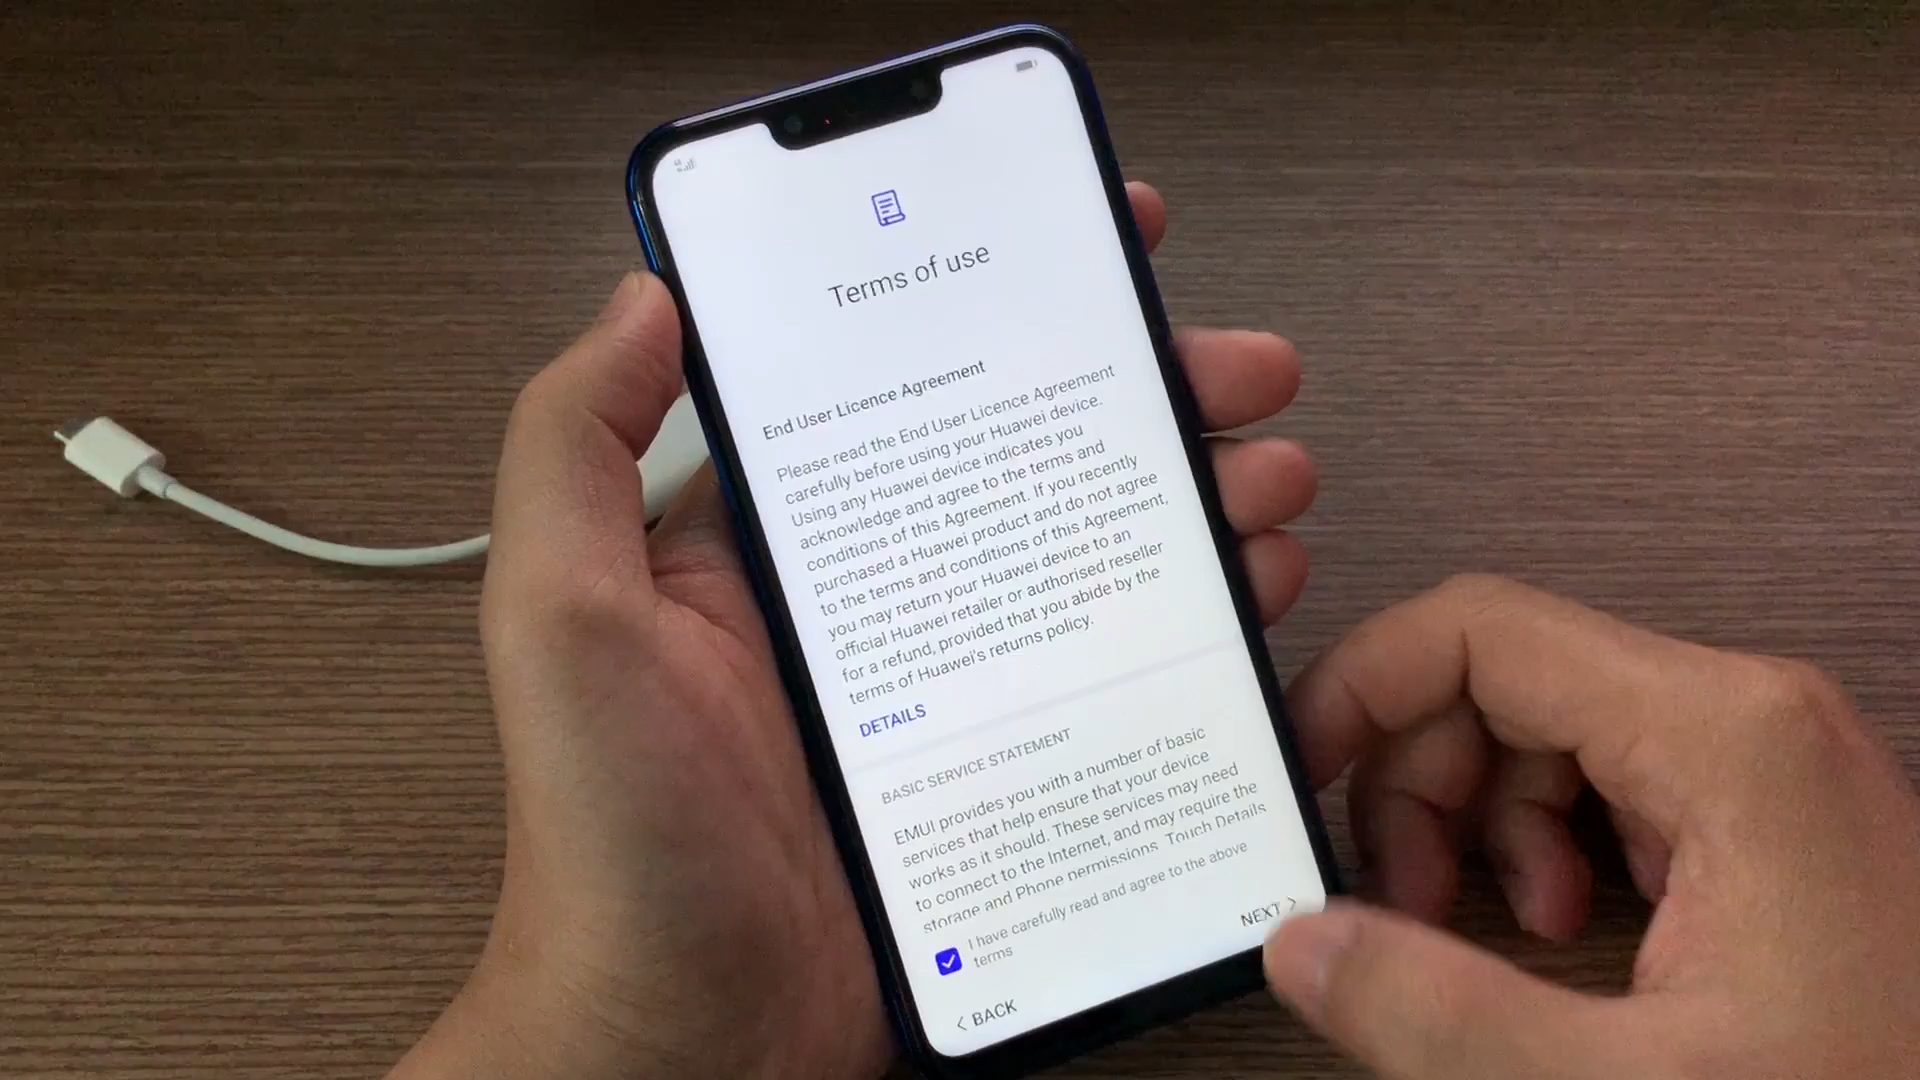 Terms of use
End User Licence Agreement
Please read the End User Licence Agreement
carefully before using your Huawei device.
Using any Huawei device indicates you
acknowledge and agree to the terms and
conditions of this Agreement. If you recently
purchased a Huawei product and do not agree
to the terms and conditions of this Agreement,
you may return your Huawei device to an
official Huawei retailer or authorised reseller
for a refund, provided that you abide by the
terms of Huawei's returns policy.
DETAILS
BASIC SERVICE STATEMENT
EMUI provides you with a number of basic
services that help ensure that your device
works as it should. These services may need
to connect to the Internet, and may require the
storage and Phone permissions. Touch Details
I have carefully read and agree to the above
terms
NEXT >
< BACK